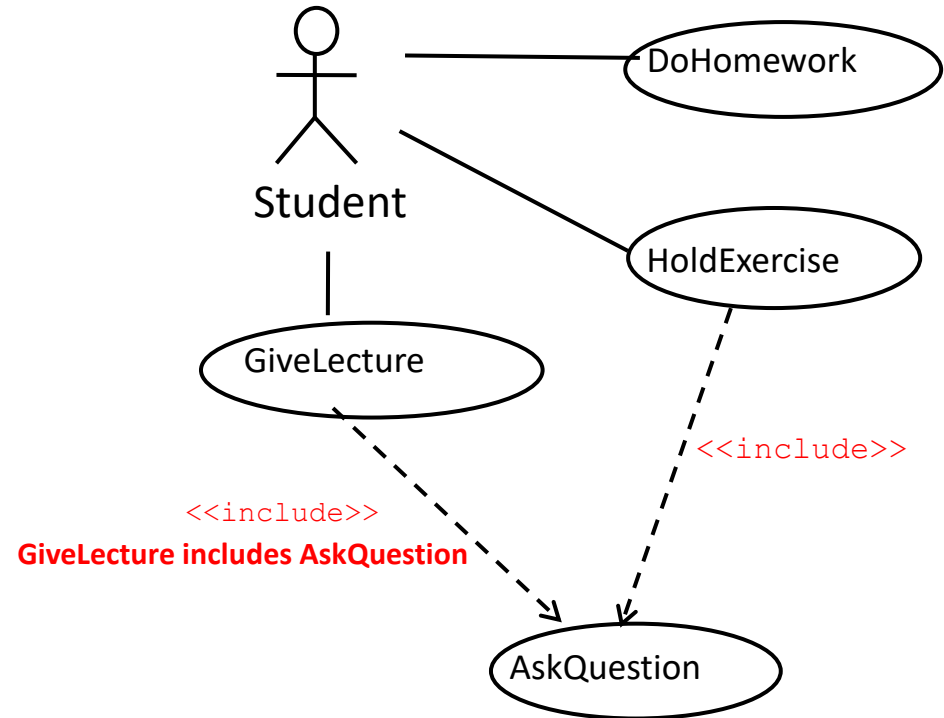 DoHomework
Student
HoldExercise
GiveLecture
<<include>>
<<include>>
GiveLecture includes AskQuestion
AskQuestion